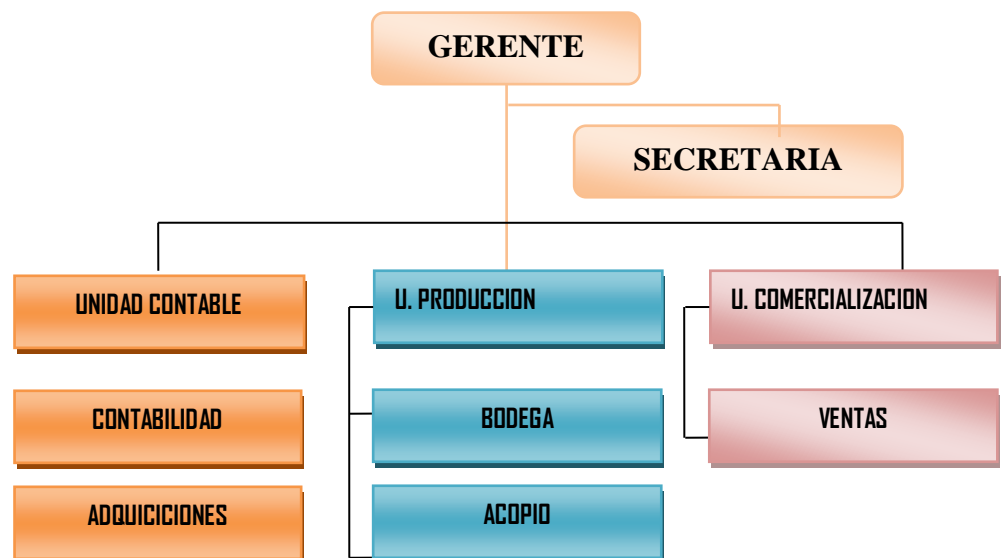 GERENTE
SECRETARIA
UNIDAD CONTABLE
U. PRODUCCION
U. COMERCIALIZACION
CONTABILIDAD
BODEGA
VENTAS
ADQUICICIONES
ACOPIO